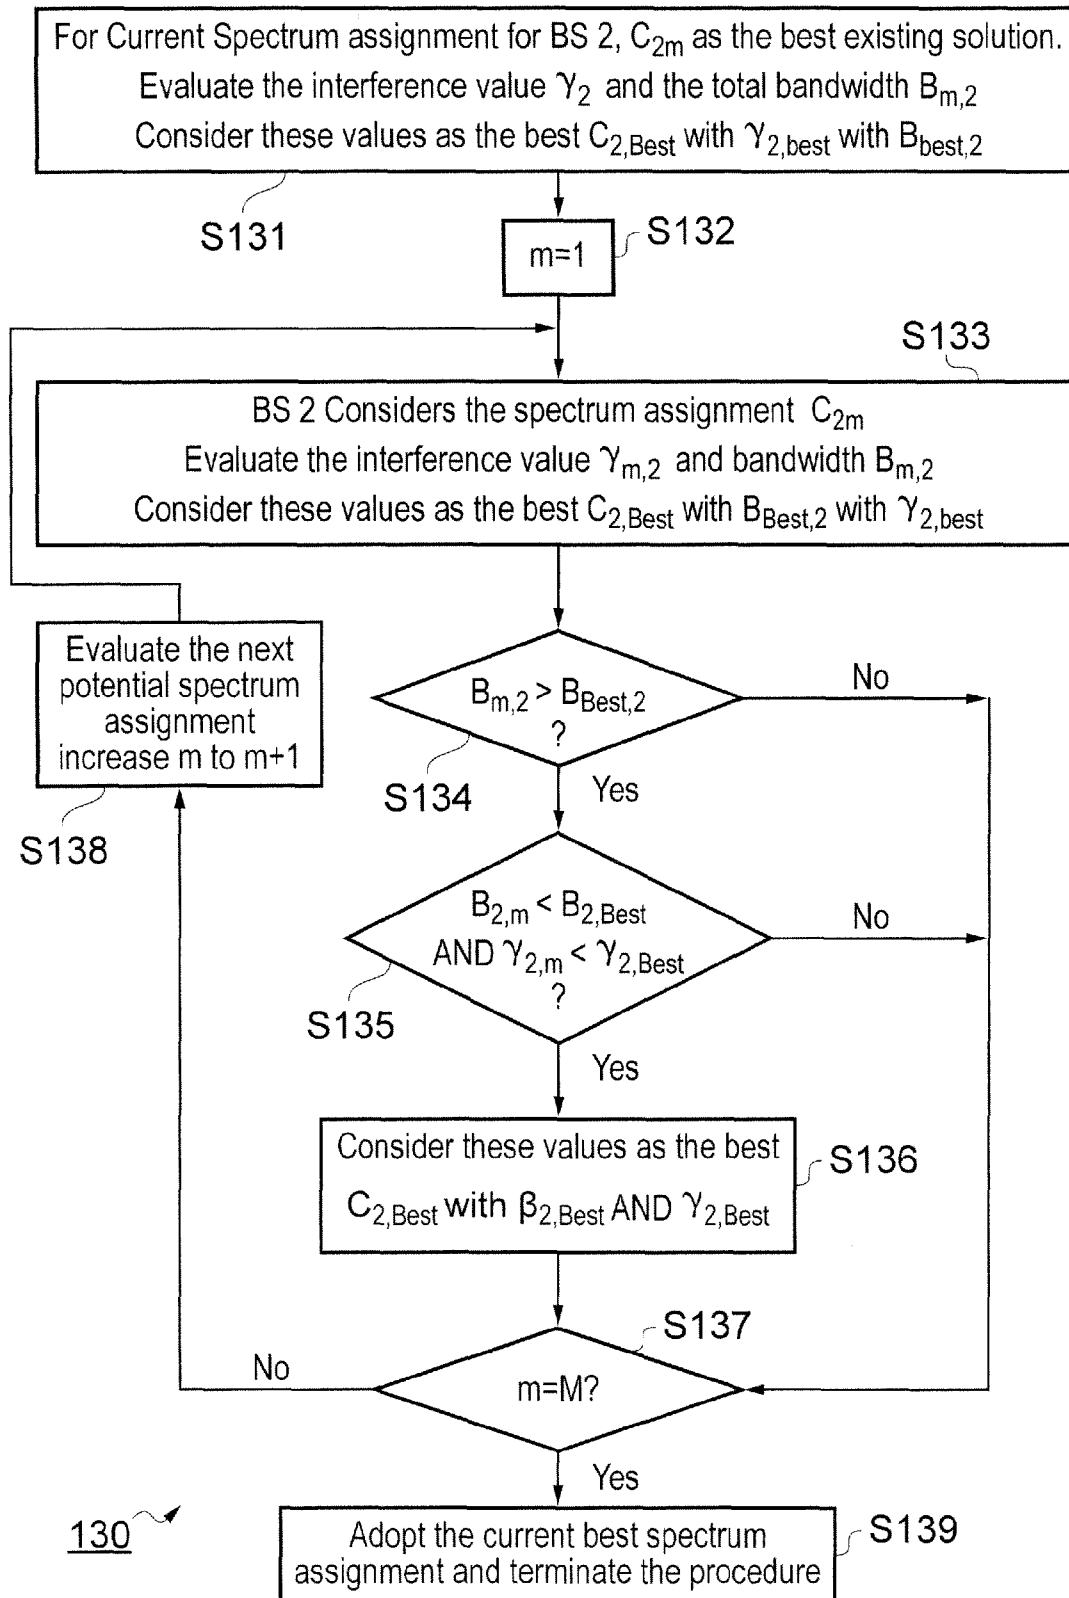 For Current Spectrum assignment for BS 2, C2m as the best existing solution.
Evaluate the interference value γ2 and the total bandwidth Bm,2
Consider these values as the best C2,Best with γ2,best with Bbest,2
S131
S132
m=1
S133
BS 2 Considers the spectrum assignment C2m
Evaluate the interference value γm,2 and bandwidth Bm,2
Consider these values as the best C2,Best with BBest,2 with γ2,best
Evaluate the next
potential spectrum
assignment
increase m to m+1
S138
Bm,2 > BBest,2
?
No
S134
Yes
B2,m < B2,Best
AND γ2,m < γ2,Best
?
No
S135
Yes
Consider these values as the best
C2,Best with β2,Best AND γ2,Best
S136
S137
No
m=M?
Yes
130
Adopt the current best spectrum
assignment and terminate the procedure
S139